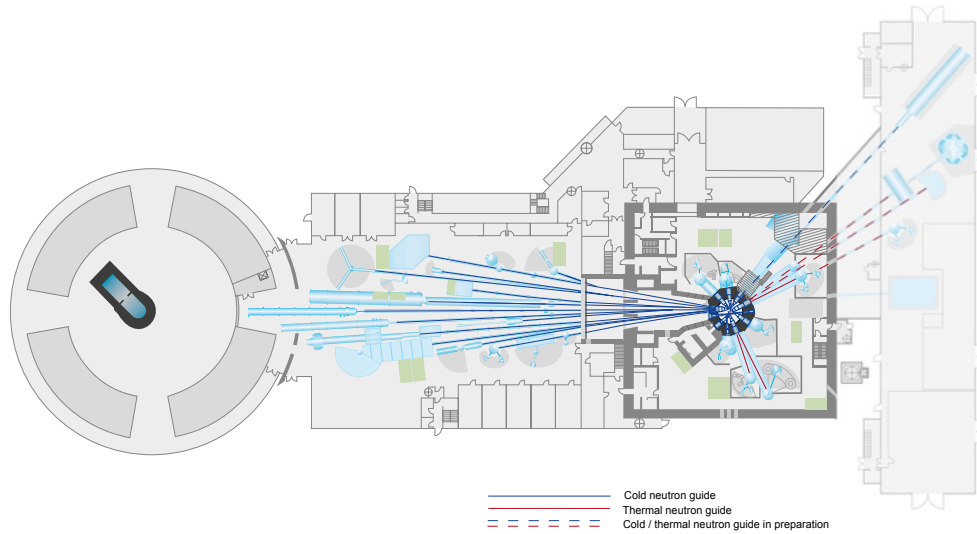 Cold neutron guide
Thermal neutron guide
Cold / thermal neutron guide in preparation